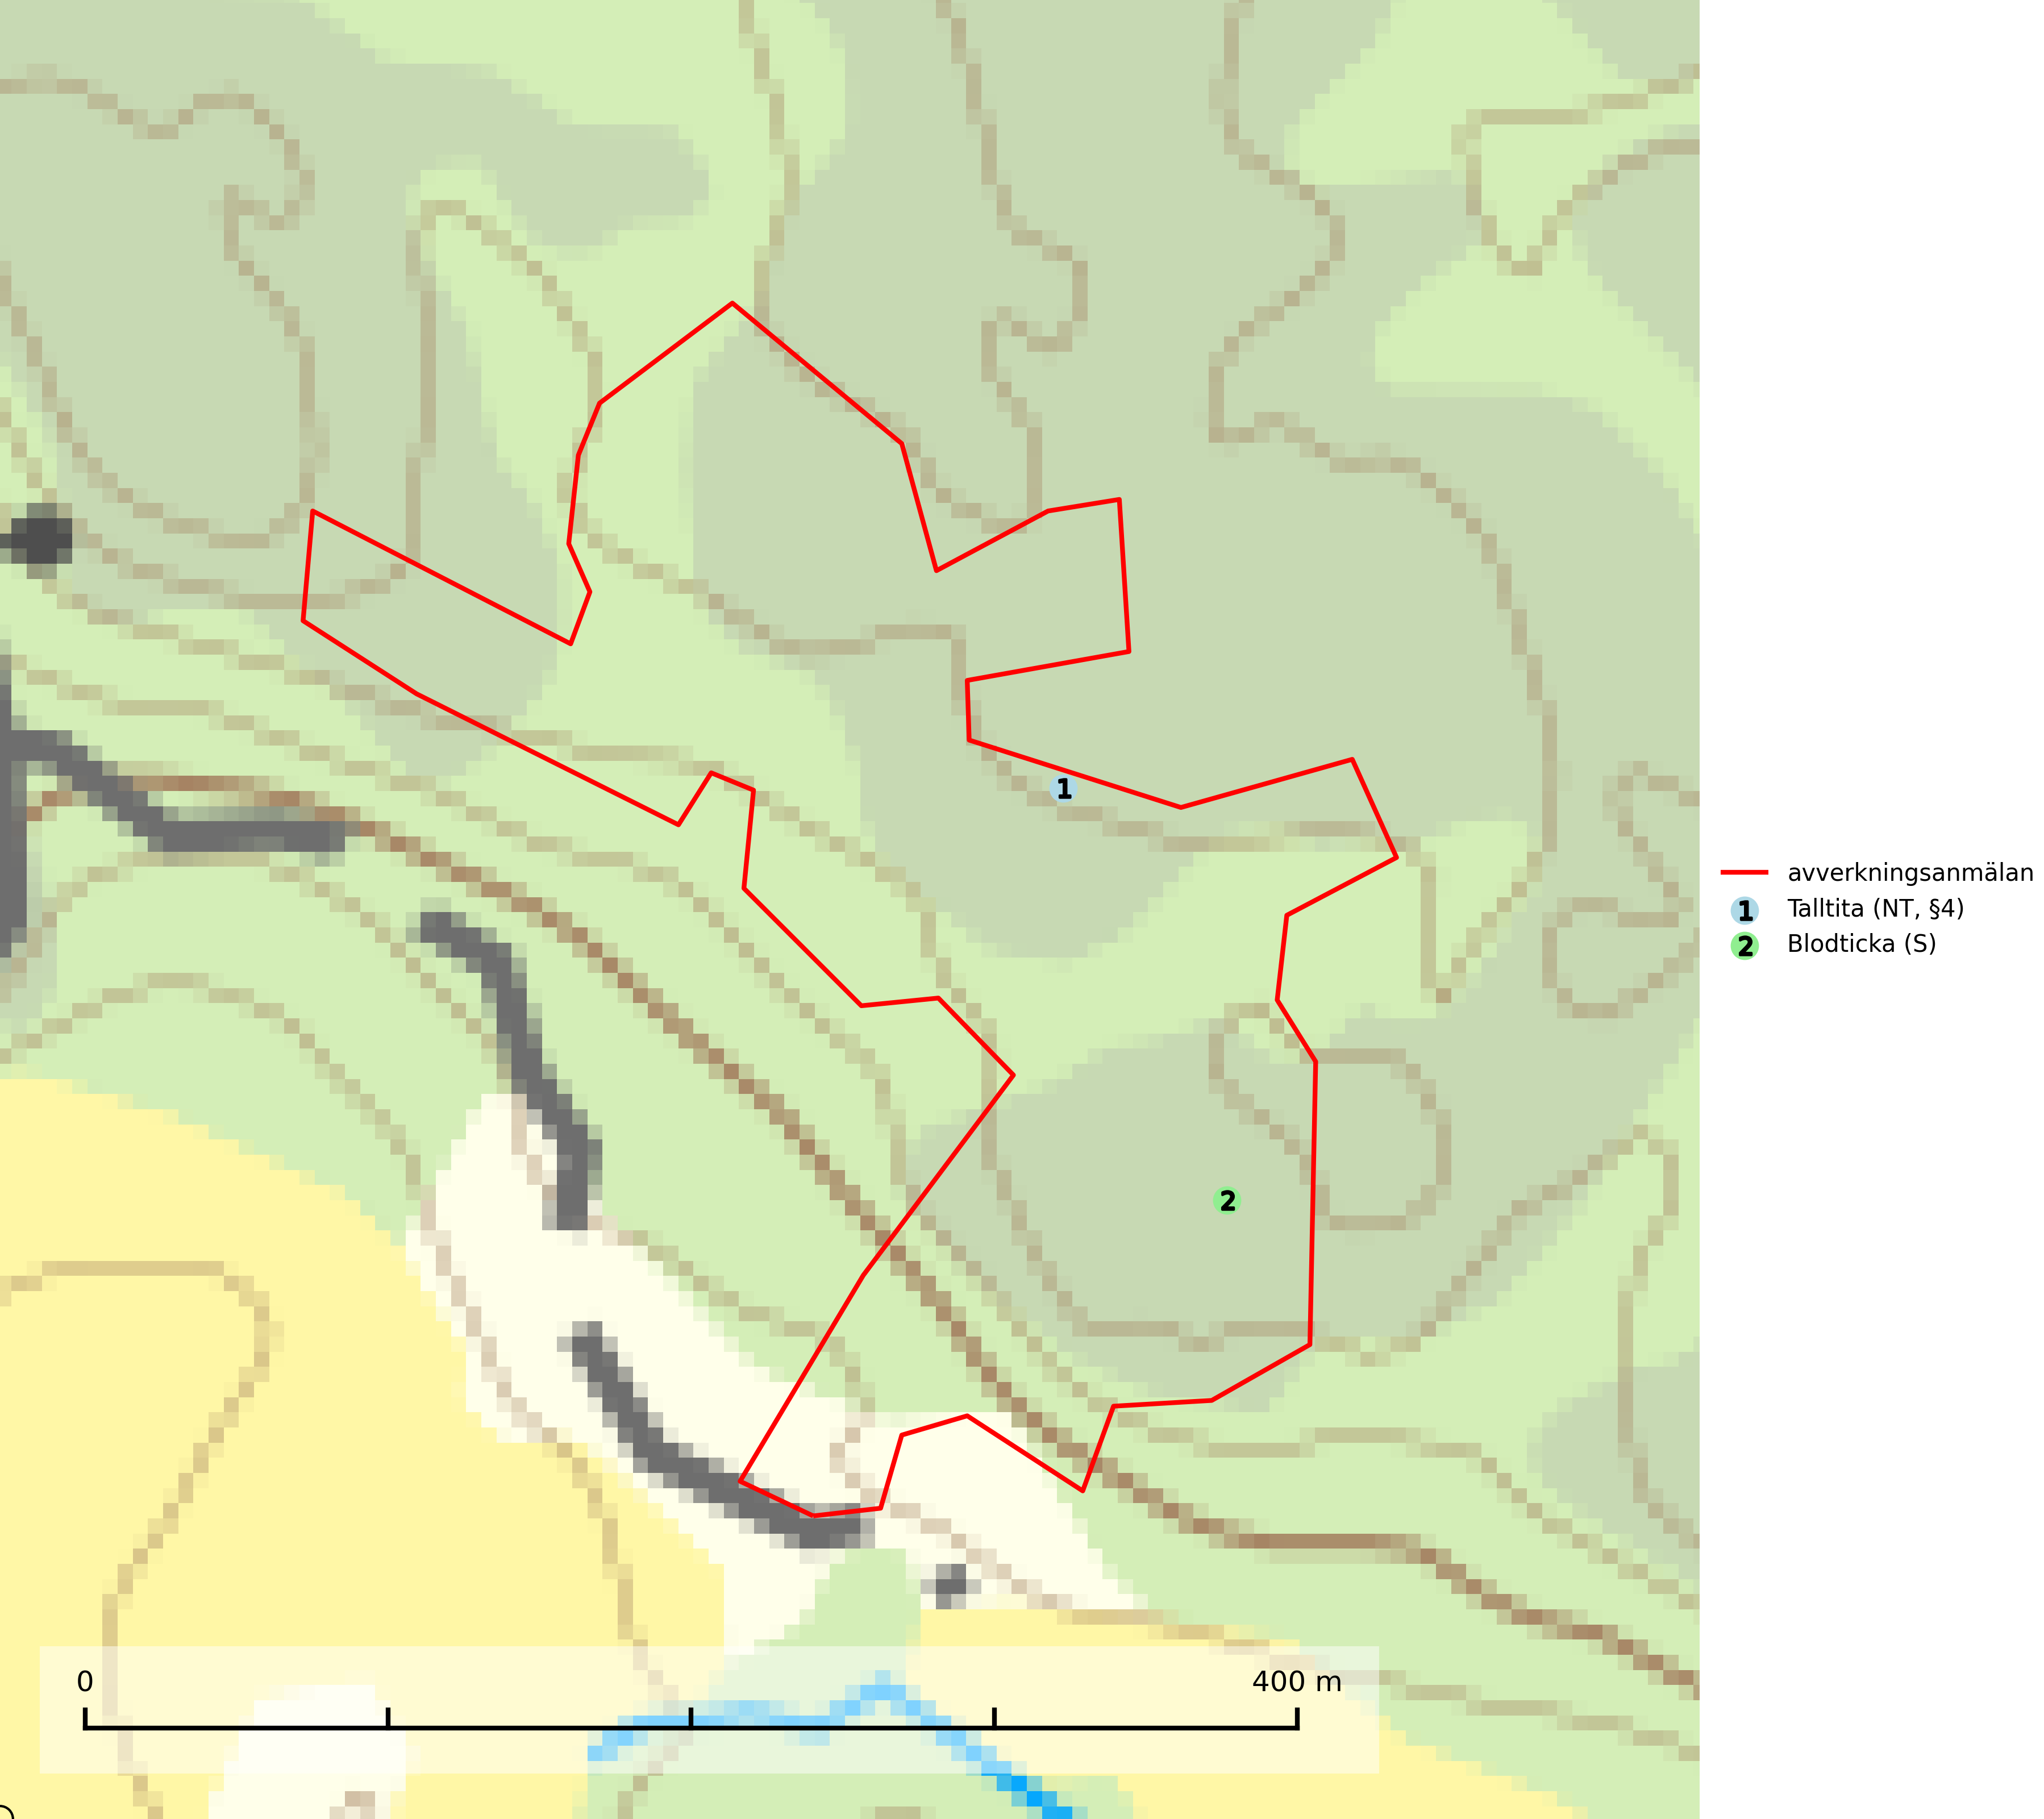 1
2
0
400 m
avverkningsanmälan
1 Talltita (NT, §4)
2 Blodticka (S)